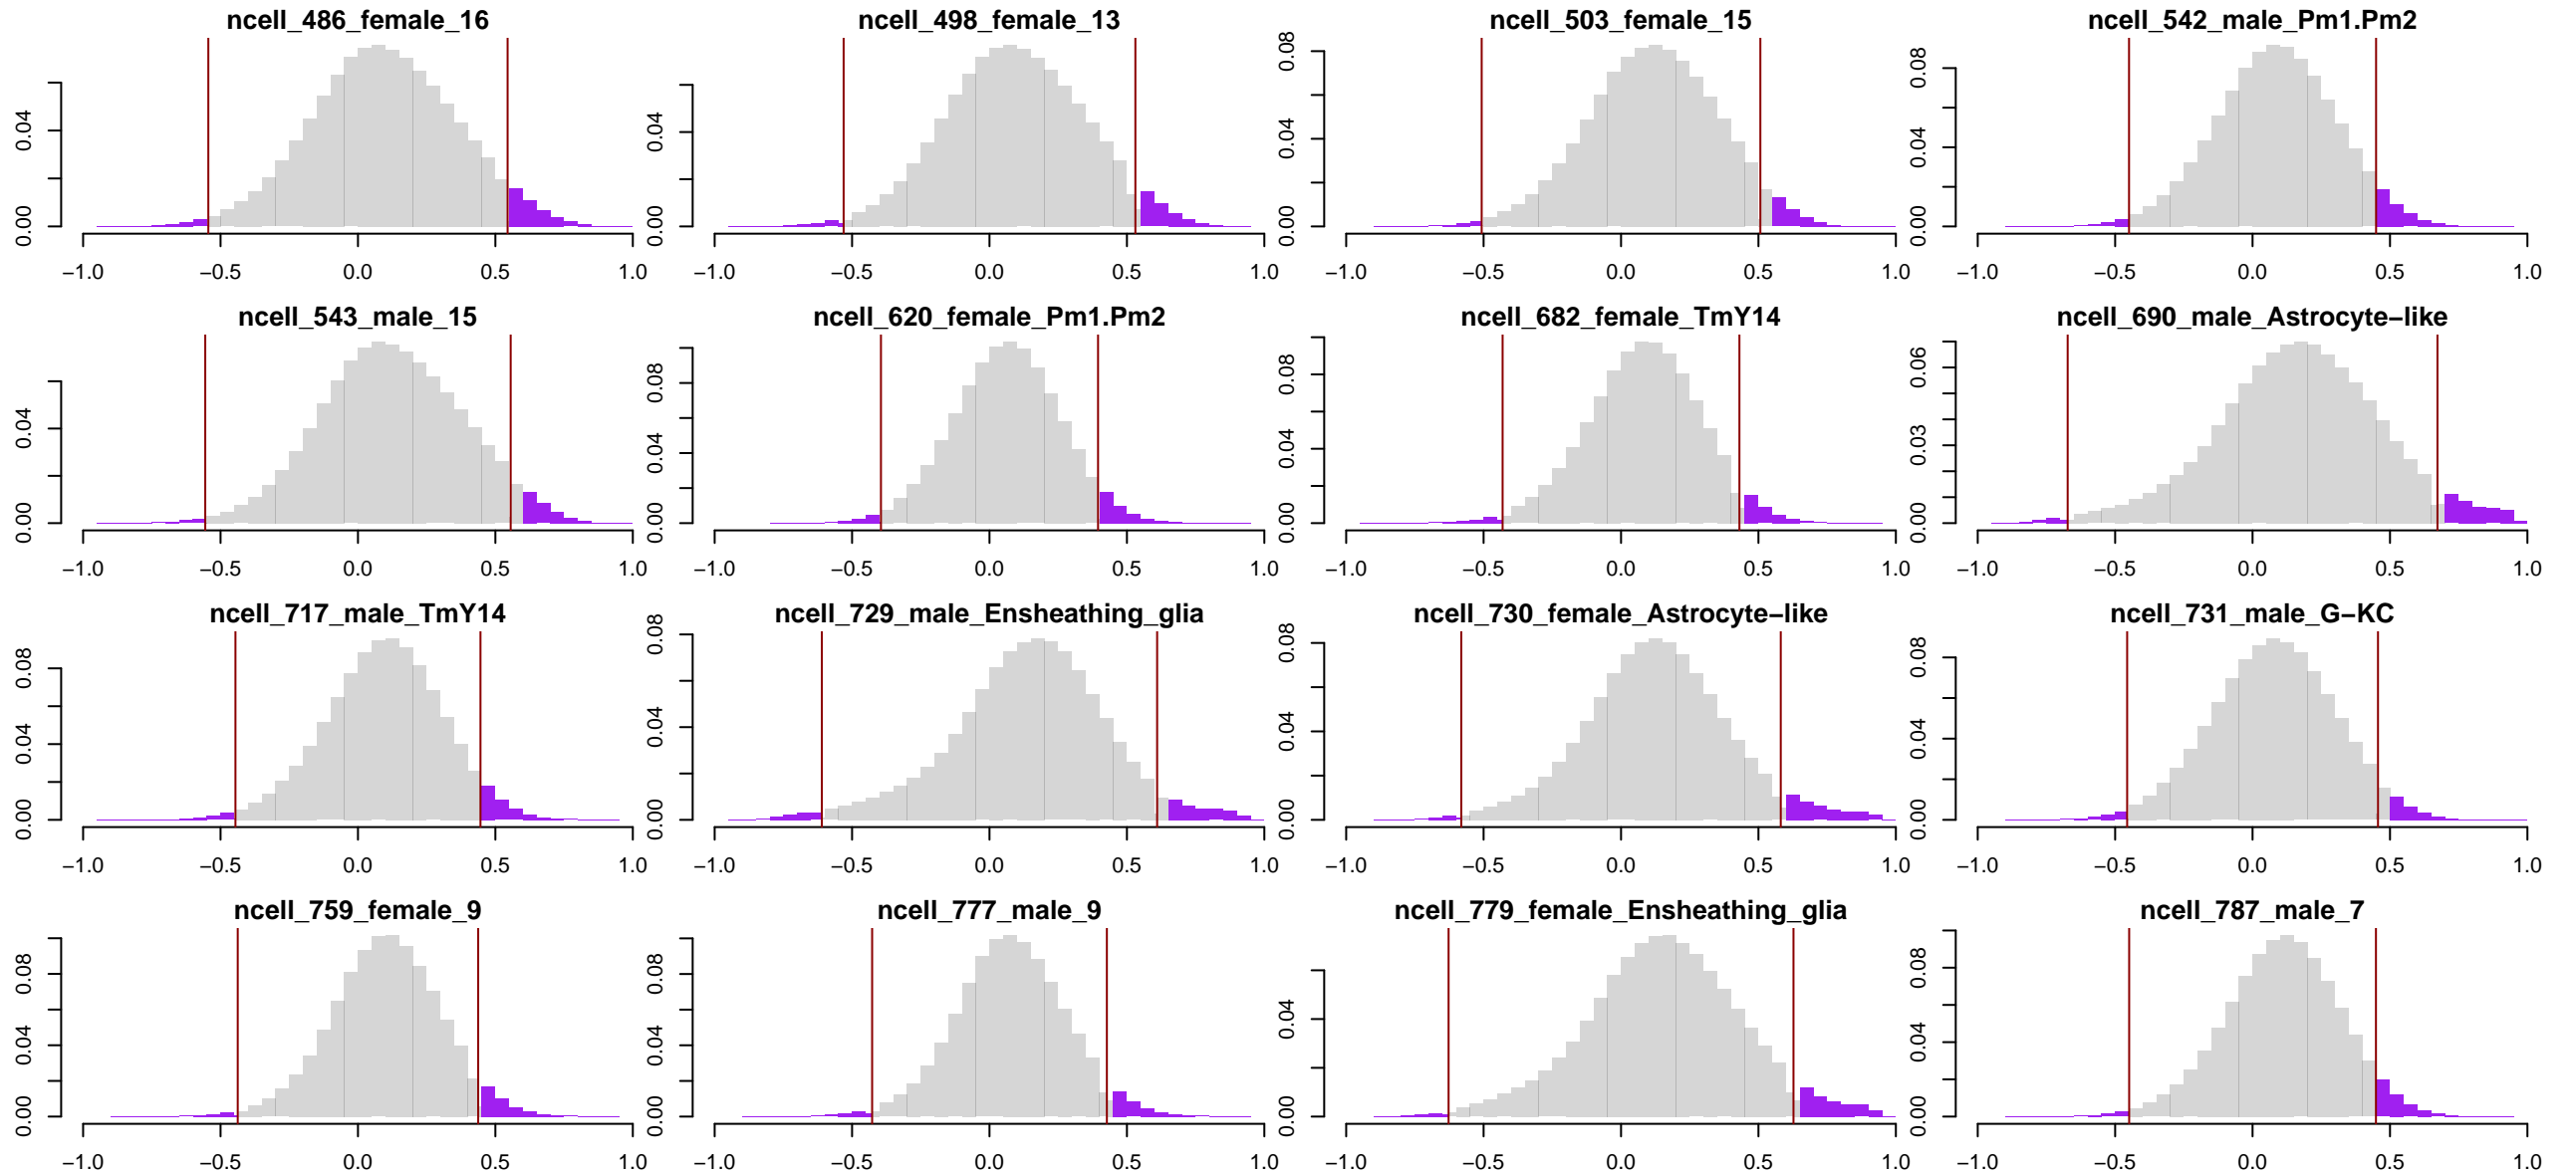 ncell_486_female_16
0.00 0.04
−1.0 −0.5 0.0 0.5 1.0
ncell_498_female_13
0.00 0.04
−1.0 −0.5 0.0 0.5 1.0
ncell_503_female_15
0.00 0.04 0.08
−1.0 −0.5 0.0 0.5 1.0
ncell_542_male_Pm1.Pm2
0.00 0.04 0.08
−1.0 −0.5 0.0 0.5 1.0
ncell_543_male_15
0.00 0.04
−1.0 −0.5 0.0 0.5 1.0
ncell_620_female_Pm1.Pm2
0.00 0.04 0.08
−1.0 −0.5 0.0 0.5 1.0
ncell_682_female_TmY14
0.00 0.04 0.08
−1.0 −0.5 0.0 0.5 1.0
ncell_690_male_Astrocyte−like
0.00 0.03 0.06
−1.0 −0.5 0.0 0.5 1.0
ncell_717_male_TmY14
0.00 0.04 0.08
−1.0 −0.5 0.0 0.5 1.0
ncell_729_male_Ensheathing_glia
0.00 0.04 0.08
−1.0 −0.5 0.0 0.5 1.0
ncell_730_female_Astrocyte−like
0.00 0.04 0.08
−1.0 −0.5 0.0 0.5 1.0
ncell_731_male_G−KC
0.00 0.04 0.08
−1.0 −0.5 0.0 0.5 1.0
ncell_759_female_9
0.00 0.04 0.08
−1.0 −0.5 0.0 0.5 1.0
ncell_777_male_9
0.00 0.04 0.08
−1.0 −0.5 0.0 0.5 1.0
ncell_779_female_Ensheathing_glia
0.00 0.04
−1.0 −0.5 0.0 0.5 1.0
ncell_787_male_7
0.00 0.04 0.08
−1.0 −0.5 0.0 0.5 1.0